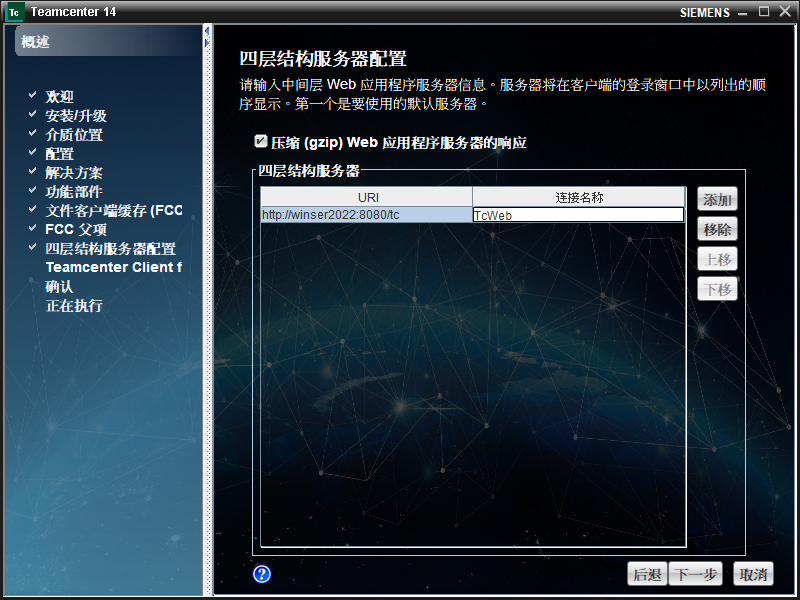 Tc Teamcenter 14
SIEMENS
概述
欢迎
安装/升级
介质位置
配置
解决方案
功能部件
文件客户端缓存 (FCC
FCC 父项
四层结构服务器配置
Teamcenter Client f
确认
正在执行
四层结构服务器配置
请输入中间层 Web 应用程序服务器信息。服务器将在客户端的登录窗口中以列出的顺
序显示。第一个是要使用的默认服务器。
压缩 (gzip) Web 应用程序服务器的响应
四层结构服务器
URI 连接名称
http://winser2022:8080/tc TcWeb
添加
移除
上移
下移
? 后退 下一步 取消